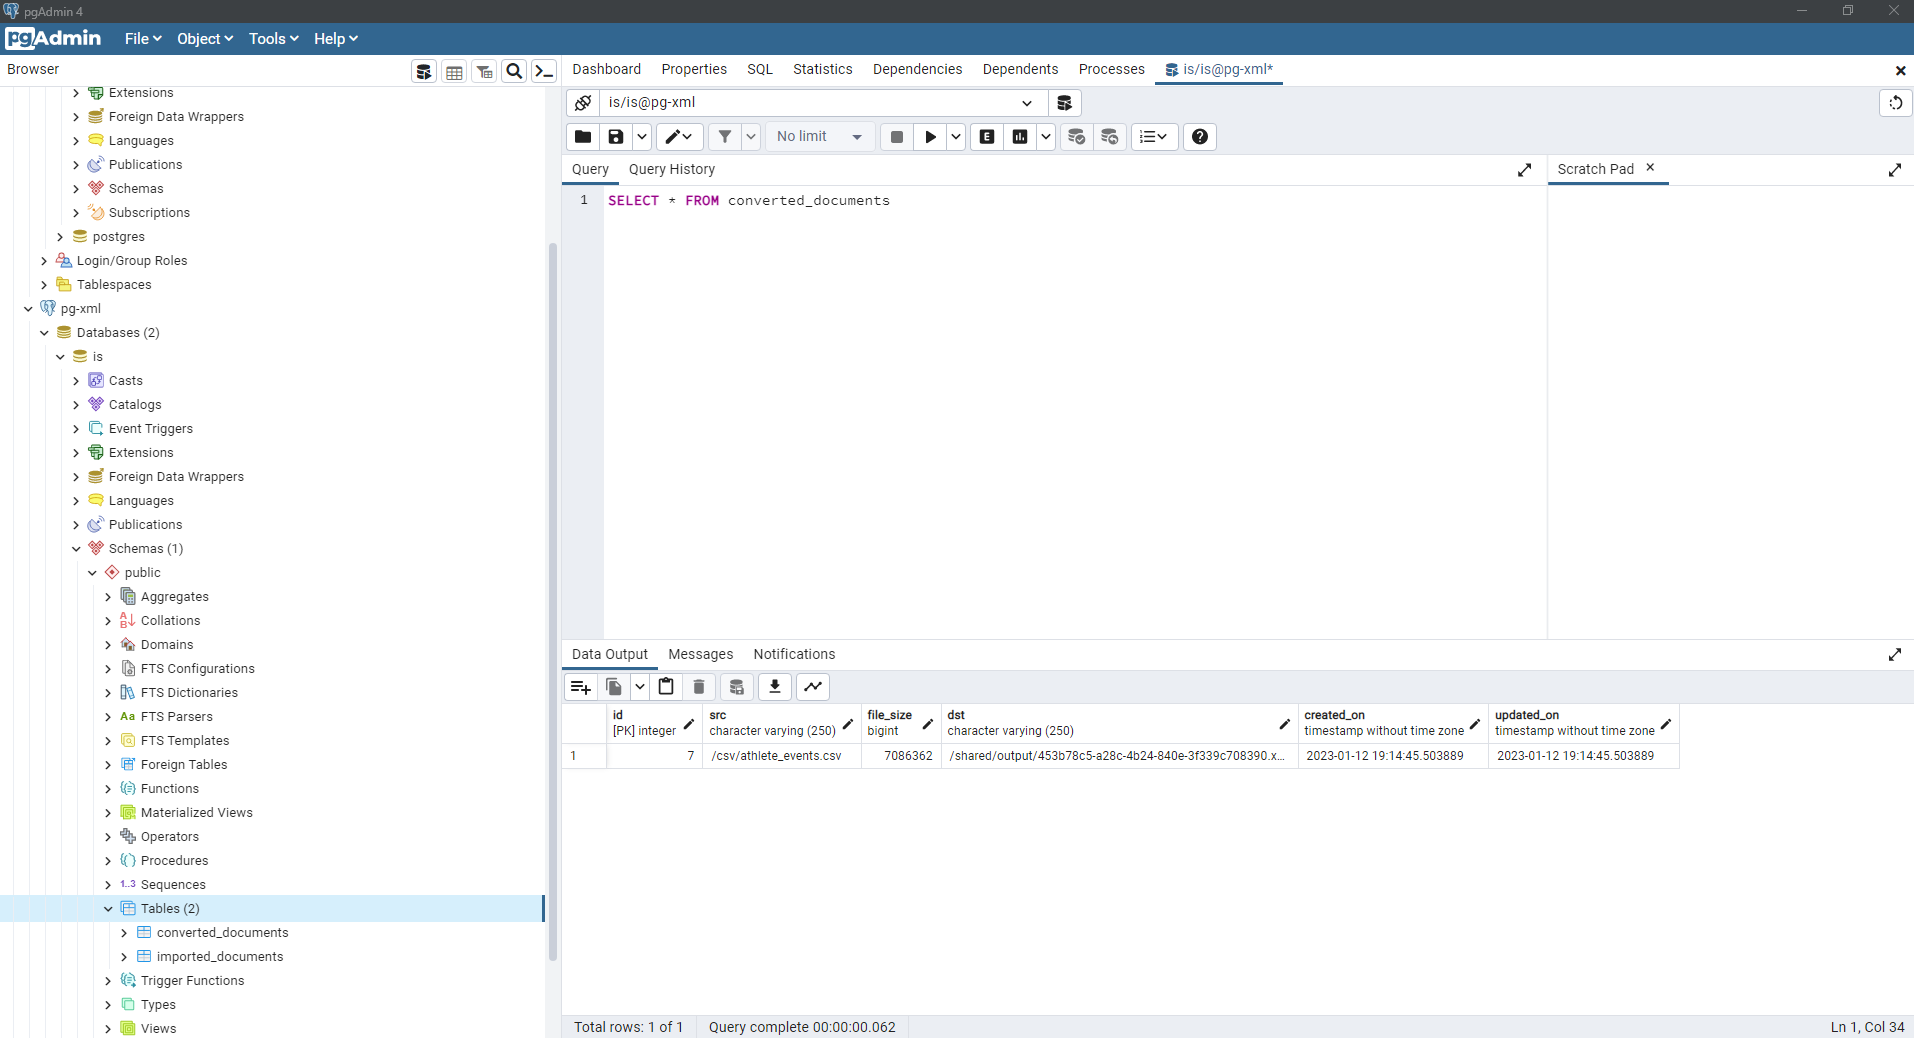 pgAdmin 4
pgAdmin File Object Tools Help
Browser
Extensions
Foreign Data Wrappers
Languages
Publications
Schemas
Subscriptions
postgres
Login/Group Roles
Tablespaces
pg-xml
Databases (2)
is
Casts
Catalogs
Event Triggers
Extensions
Foreign Data Wrappers
Languages
Publications
Schemas (1)
public
Aggregates
Collations
Domains
FTS Configurations
FTS Dictionaries
Aa FTS Parsers
FTS Templates
Foreign Tables
Functions
Materialized Views
Operators
Procedures
1..3 Sequences
Tables (2)
converted_documents
imported_documents
Trigger Functions
Types
Views
Dashboard Properties SQL Statistics Dependencies Dependents Processes is/is@pg-xml*
is/is@pg-xml
No limit E
Query Query History
Scratch Pad
1 SELECT * FROM converted_documents
Data Output Messages Notifications
id src file_size dst created_on updated_on
[PK] integer character varying (250) bigint character varying (250) timestamp without time zone timestamp without time zone
1 7 /csv/athlete_events.csv 7086362 /shared/output/453b78c5-a28c-4b24-840e-3f339c708390.x... 2023-01-12 19:14:45.503889 2023-01-12 19:14:45.503889
Total rows: 1 of 1 Query complete 00:00:00.062 Ln 1, Col 34